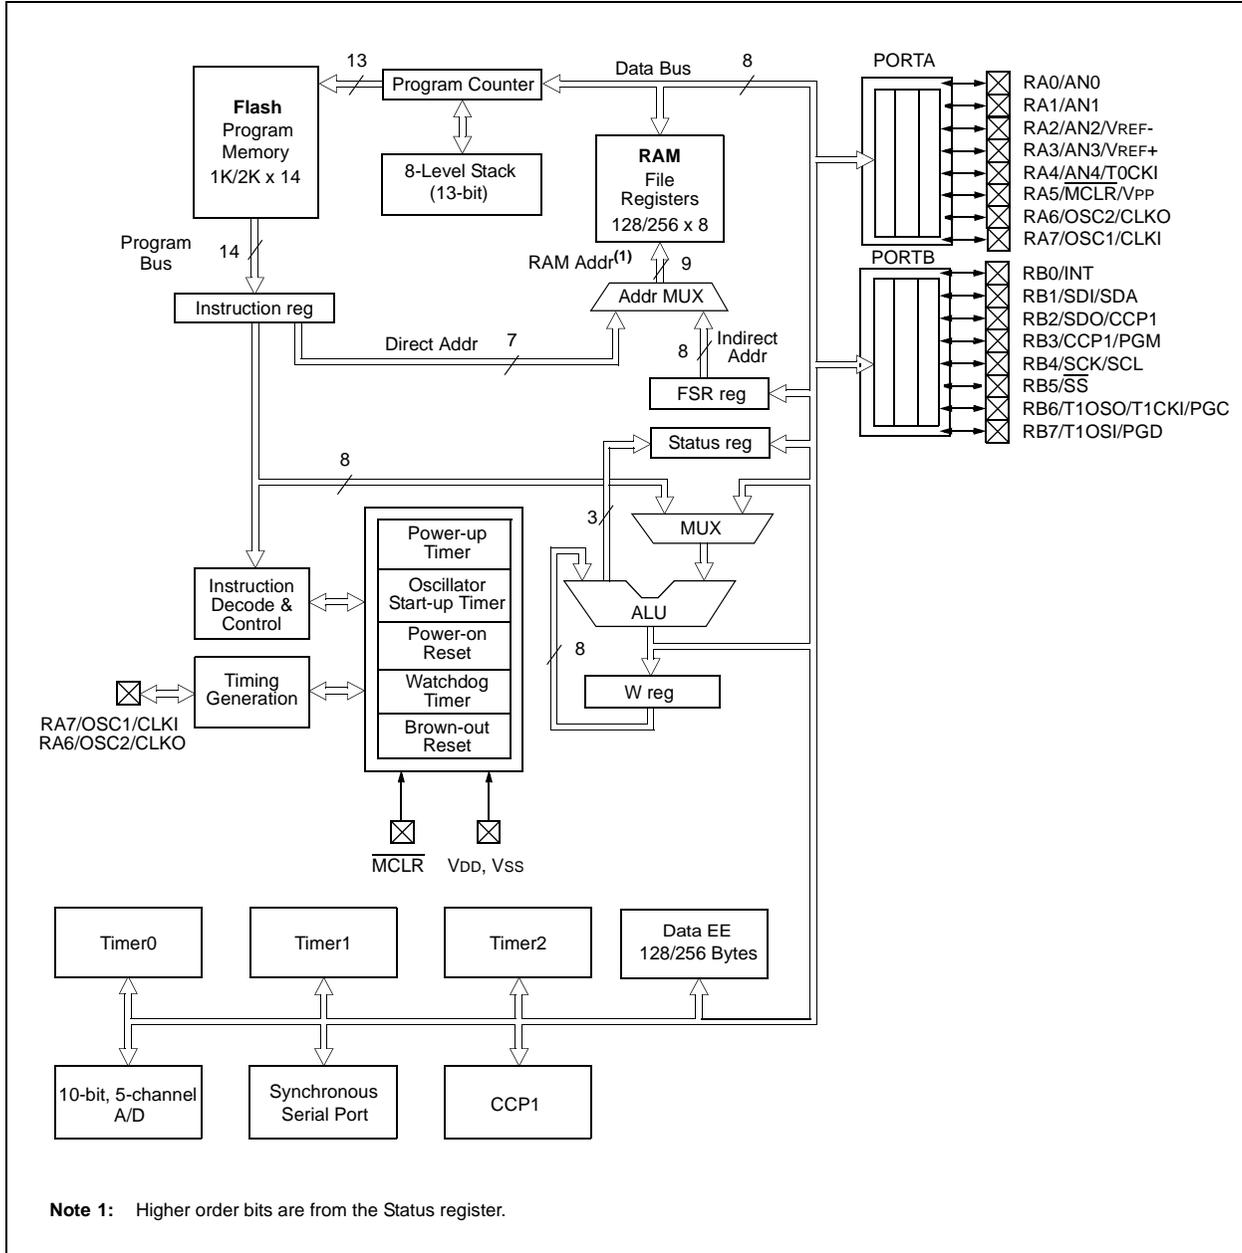 13
Program Counter
Data Bus
8
Flash
Program
Memory
1K/2K x 14
8-Level Stack
(13-bit)
RAM
File
Registers
128/256 x 8
PORTA
RA0/AN0
RA1/AN1
RA2/AN2/VREF-
RA3/AN3/VREF+
RA4/AN4/T0CKI
RA5/MCLR/VPP
RA6/OSC2/CLKO
RA7/OSC1/CLKI
Program
Bus
14
RAM Addr(1)
9
Addr MUX
Instruction reg
Direct Addr
7
8
Indirect
Addr
FSR reg
Status reg
PORTB
RB0/INT
RB1/SDI/SDA
RB2/SDO/CCP1
RB3/CCP1/PGM
RB4/SCK/SCL
RB5/SS
RB6/T1OSO/T1CKI/PGC
RB7/T1OSI/PGD
8
3
MUX
ALU
8
W reg
Instruction
Decode &
Control
Timing
Generation
RA7/OSC1/CLKI
RA6/OSC2/CLKO
Power-up
Timer
Oscillator
Start-up Timer
Power-on
Reset
Watchdog
Timer
Brown-out
Reset
MCLR
VDD, VSS
Timer0
Timer1
Timer2
Data EE
128/256 Bytes
10-bit, 5-channel
A/D
Synchronous
Serial Port
CCP1
Note 1: Higher order bits are from the Status register.